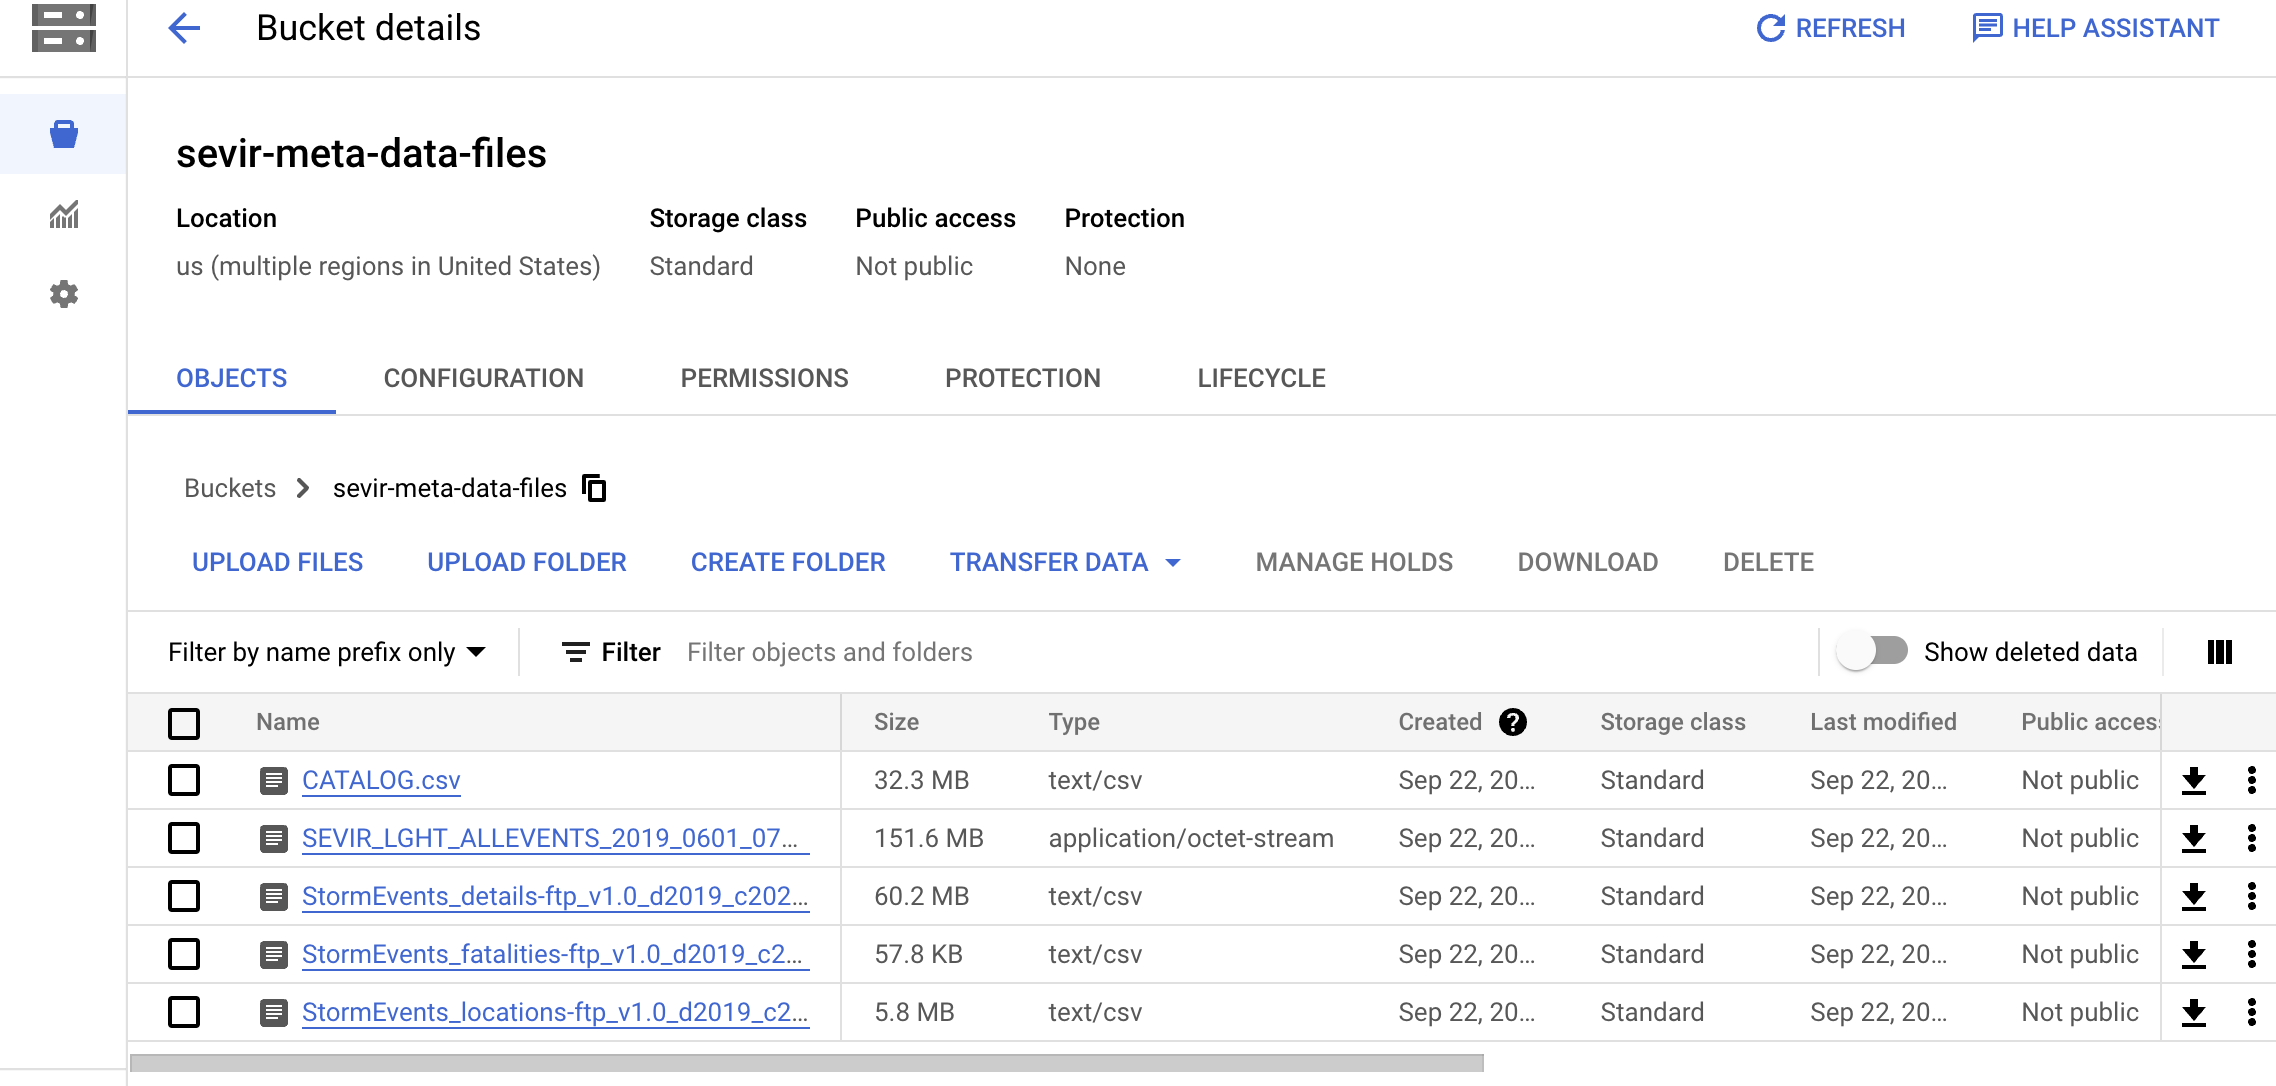 Bucket details
REFRESH
HELP ASSISTANT
sevir-meta-data-files
Location Storage class Public access Protection
us (multiple regions in United States) Standard Not public None
OBJECTS CONFIGURATION PERMISSIONS PROTECTION LIFECYCLE
Buckets > sevir-meta-data-files
UPLOAD FILES UPLOAD FOLDER CREATE FOLDER TRANSFER DATA MANAGE HOLDS DOWNLOAD DELETE
Filter by name prefix only Filter Filter objects and folders Show deleted data
Name Size Type Created ? Storage class Last modified Public acces
CATALOG.csv 32.3 MB text/csv Sep 22, 20... Standard Sep 22, 20... Not public
SEVIR_LGHT_ALLEVENTS_2019_0601_07... 151.6 MB application/octet-stream Sep 22, 20... Standard Sep 22, 20... Not public
StormEvents_details-ftp_v1.0_d2019_c202... 60.2 MB text/csv Sep 22, 20... Standard Sep 22, 20... Not public
StormEvents_fatalities-ftp_v1.0_d2019_c2... 57.8 KB text/csv Sep 22, 20... Standard Sep 22, 20... Not public
StormEvents_locations-ftp_v1.0_d2019_c2... 5.8 MB text/csv Sep 22, 20... Standard Sep 22, 20... Not public